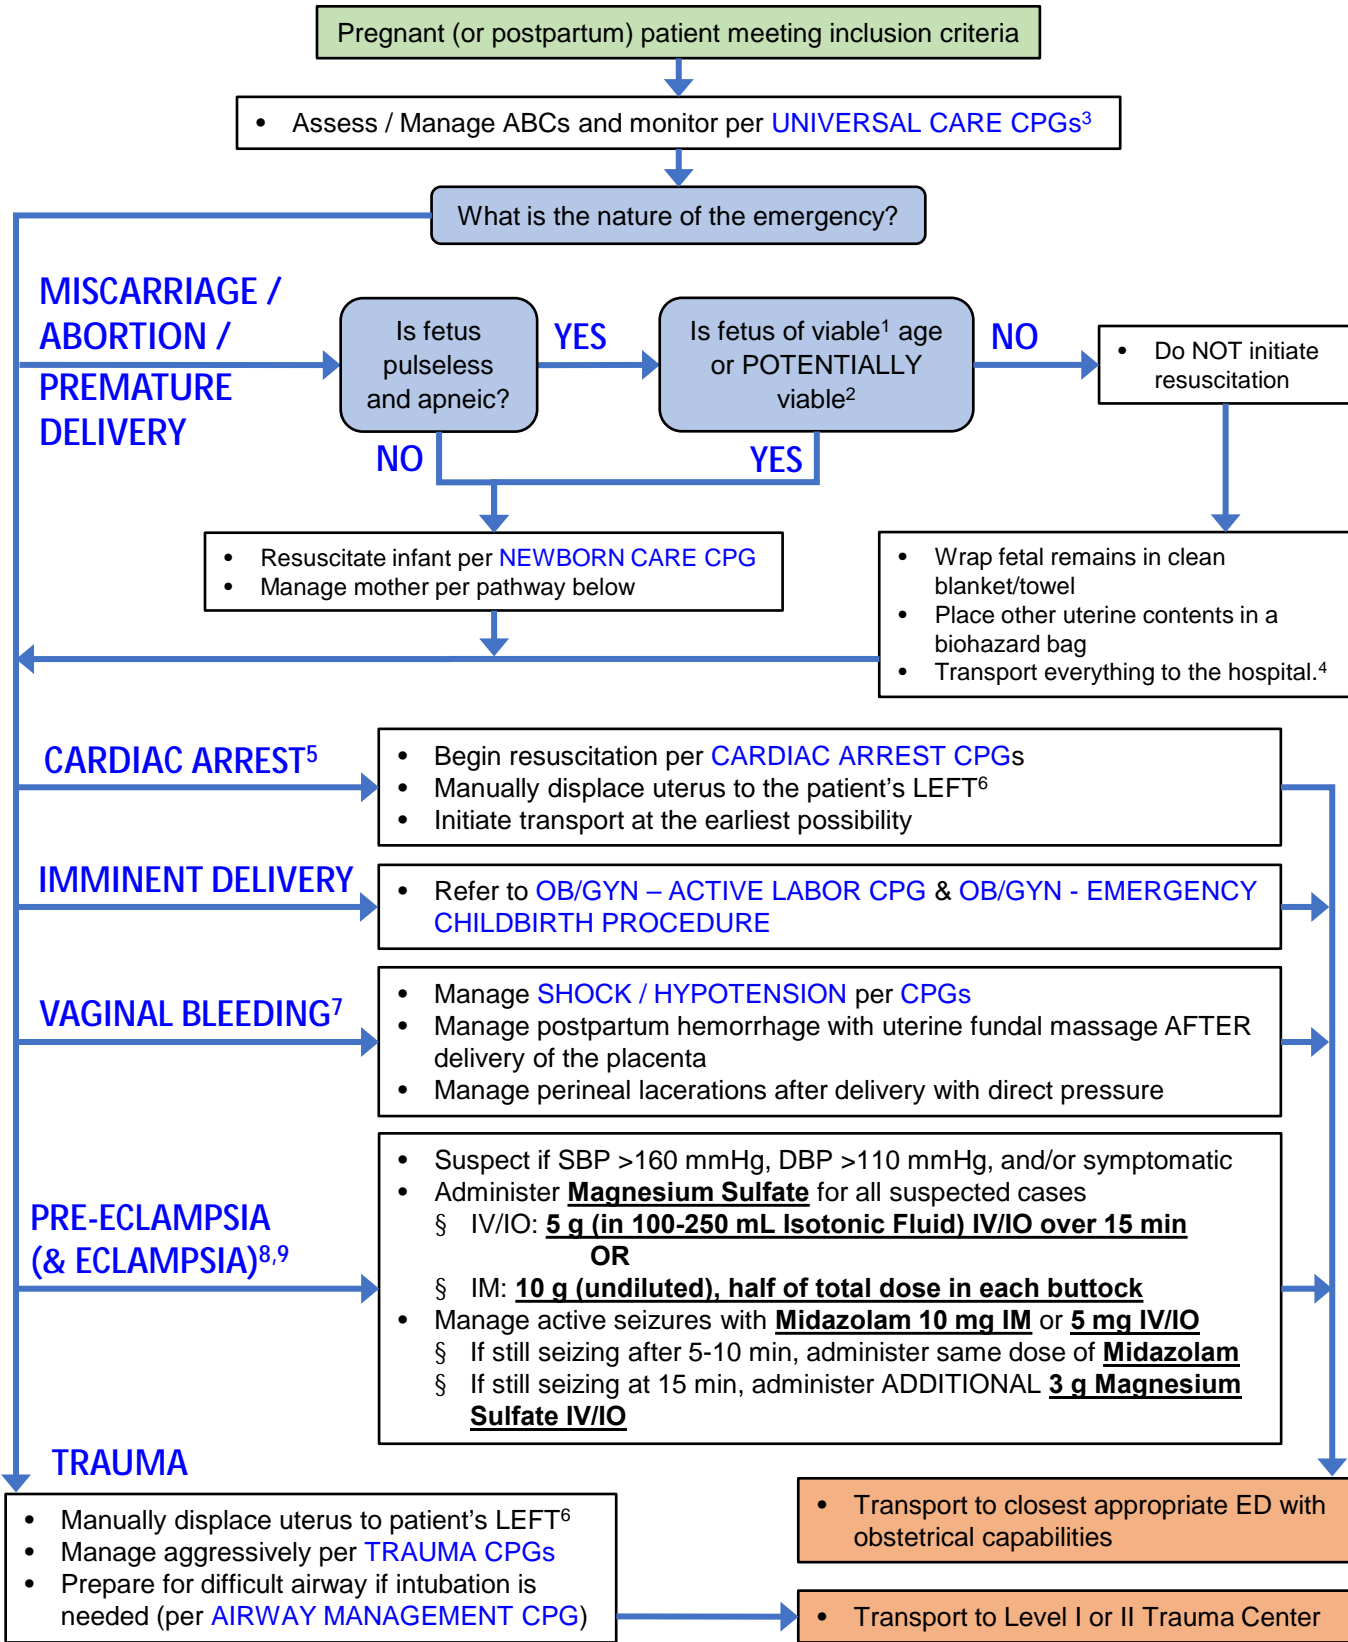 Pregnant (or postpartum) patient meeting inclusion criteria
• Assess / Manage ABCs and monitor per UNIVERSAL CARE CPGs³
What is the nature of the emergency?
MISCARRIAGE /
ABORTION /
PREMATURE
DELIVERY
Is fetus
pulseless
and apneic?
YES
Is fetus of viable¹ age
or POTENTIALLY
viable²
NO
• Do NOT initiate
resuscitation
NO
YES
• Resuscitate infant per NEWBORN CARE CPG
• Manage mother per pathway below
• Wrap fetal remains in clean
blanket/towel
• Place other uterine contents in a
biohazard bag
• Transport everything to the hospital.⁴
CARDIAC ARREST⁵
• Begin resuscitation per CARDIAC ARREST CPGs
• Manually displace uterus to the patient's LEFT⁶
• Initiate transport at the earliest possibility
IMMINENT DELIVERY
• Refer to OB/GYN – ACTIVE LABOR CPG & OB/GYN - EMERGENCY
CHILDBIRTH PROCEDURE
VAGINAL BLEEDING⁷
• Manage SHOCK / HYPOTENSION per CPGs
• Manage postpartum hemorrhage with uterine fundal massage AFTER
delivery of the placenta
• Manage perineal lacerations after delivery with direct pressure
PRE-ECLAMPSIA
(& ECLAMPSIA)⁸,⁹
• Suspect if SBP >160 mmHg, DBP >110 mmHg, and/or symptomatic
• Administer Magnesium Sulfate for all suspected cases
§ IV/IO: 5 g (in 100-250 mL Isotonic Fluid) IV/IO over 15 min
OR
§ IM: 10 g (undiluted), half of total dose in each buttock
• Manage active seizures with Midazolam 10 mg IM or 5 mg IV/IO
§ If still seizing after 5-10 min, administer same dose of Midazolam
§ If still seizing at 15 min, administer ADDITIONAL 3 g Magnesium
Sulfate IV/IO
TRAUMA
• Manually displace uterus to patient's LEFT⁶
• Manage aggressively per TRAUMA CPGs
• Prepare for difficult airway if intubation is
needed (per AIRWAY MANAGEMENT CPG)
• Transport to closest appropriate ED with
obstetrical capabilities
• Transport to Level I or II Trauma Center